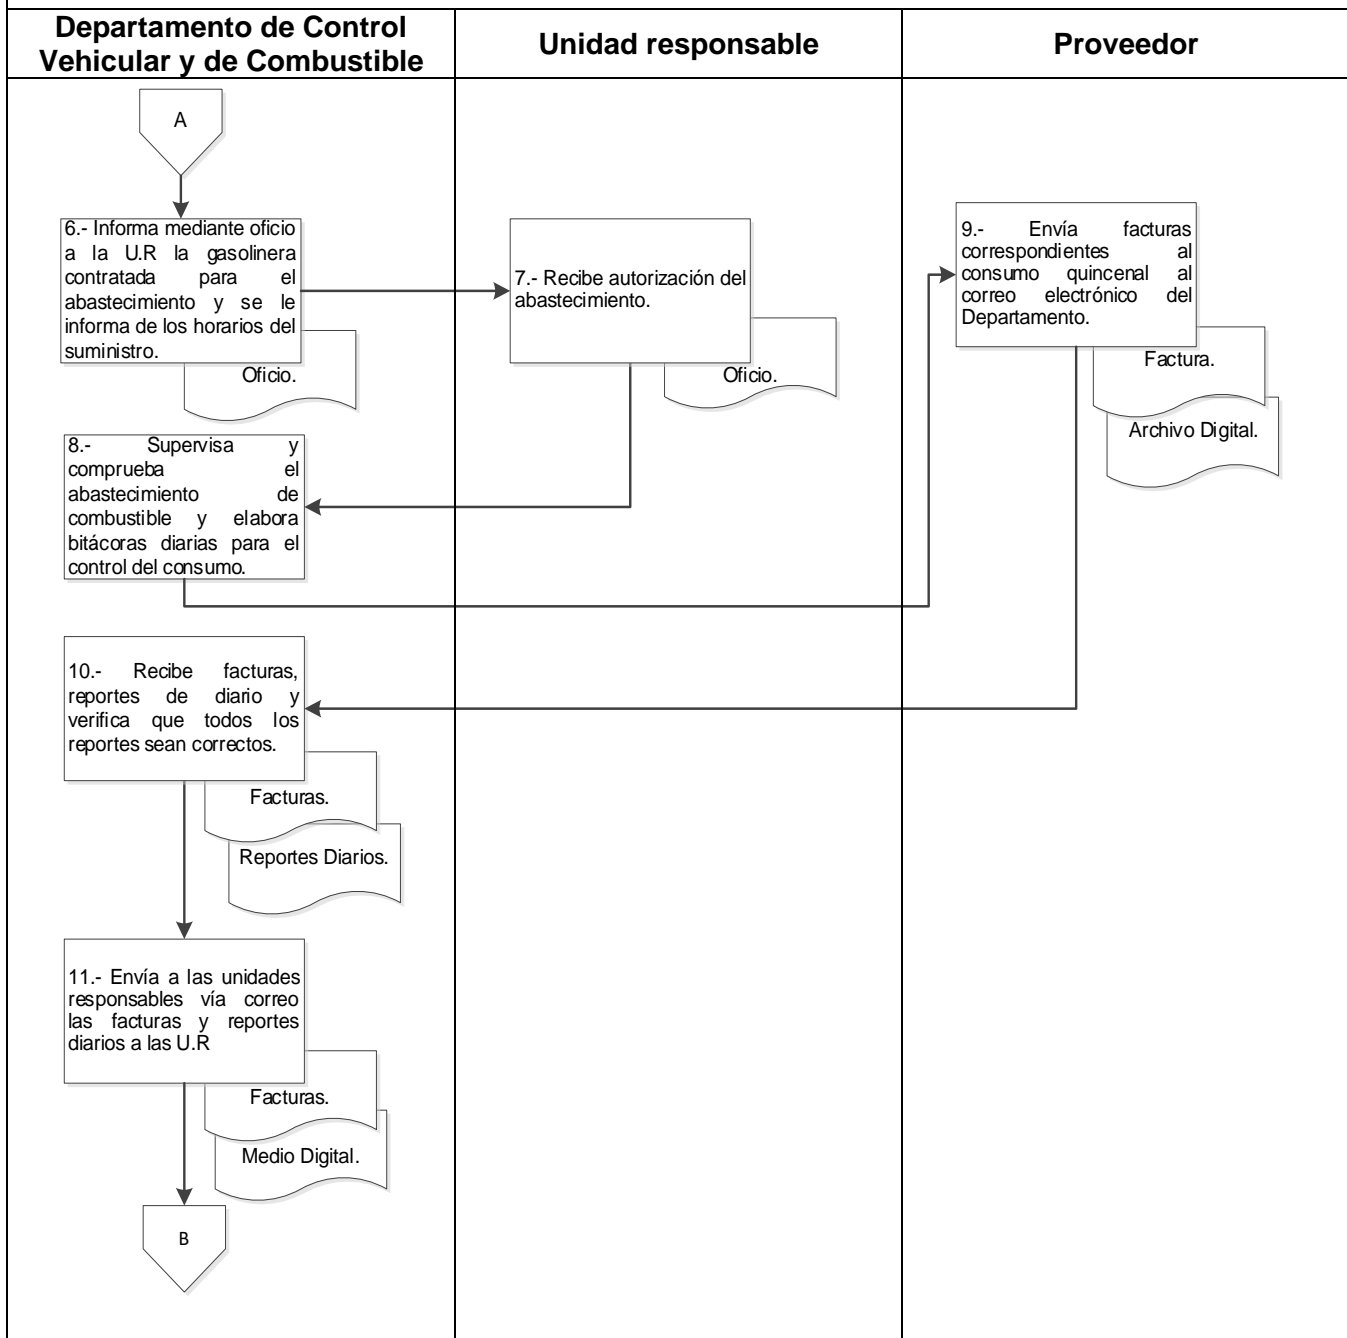 Departamento de Control
Vehicular y de Combustible
Unidad responsable
Proveedor
A
6.- Informa mediante oficio
a la U.R la gasolinera
contratada para el
abastecimiento y se le
informa de los horarios del
suministro.
Oficio.
7.- Recibe autorización del
abastecimiento.
Oficio.
8.- Supervisa y
comprueba el
abastecimiento de
combustible y elabora
bitácoras diarias para el
control del consumo.
9.- Envía facturas
correspondientes al
consumo quincenal al
correo electrónico del
Departamento.
Factura.
Archivo Digital.
10.- Recibe facturas,
reportes de diario y
verifica que todos los
reportes sean correctos.
Facturas.
Reportes Diarios.
11.- Envía a las unidades
responsables vía correo
las facturas y reportes
diarios a las U.R
Facturas.
Medio Digital.
B